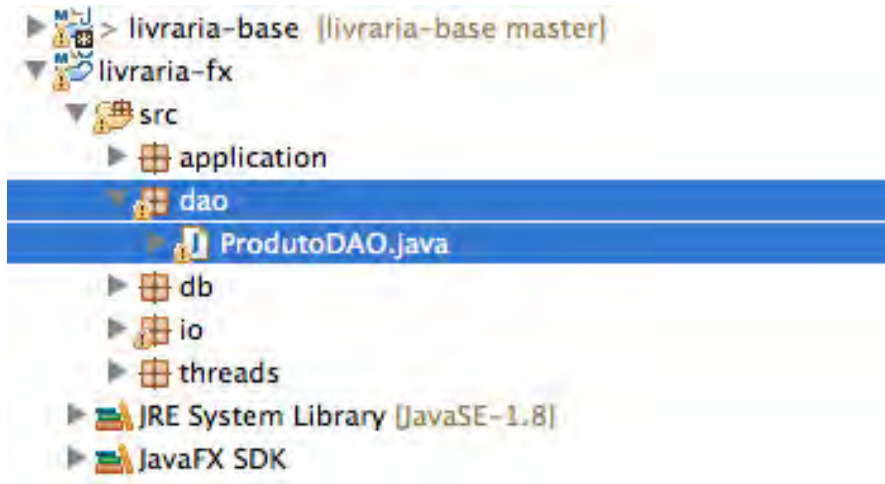 > livraria-base [livraria-base master]
livraria-fx
src
application
dao
ProdutoDAO.java
db
io
threads
JRE System Library [JavaSE-1.8]
JavaFX SDK